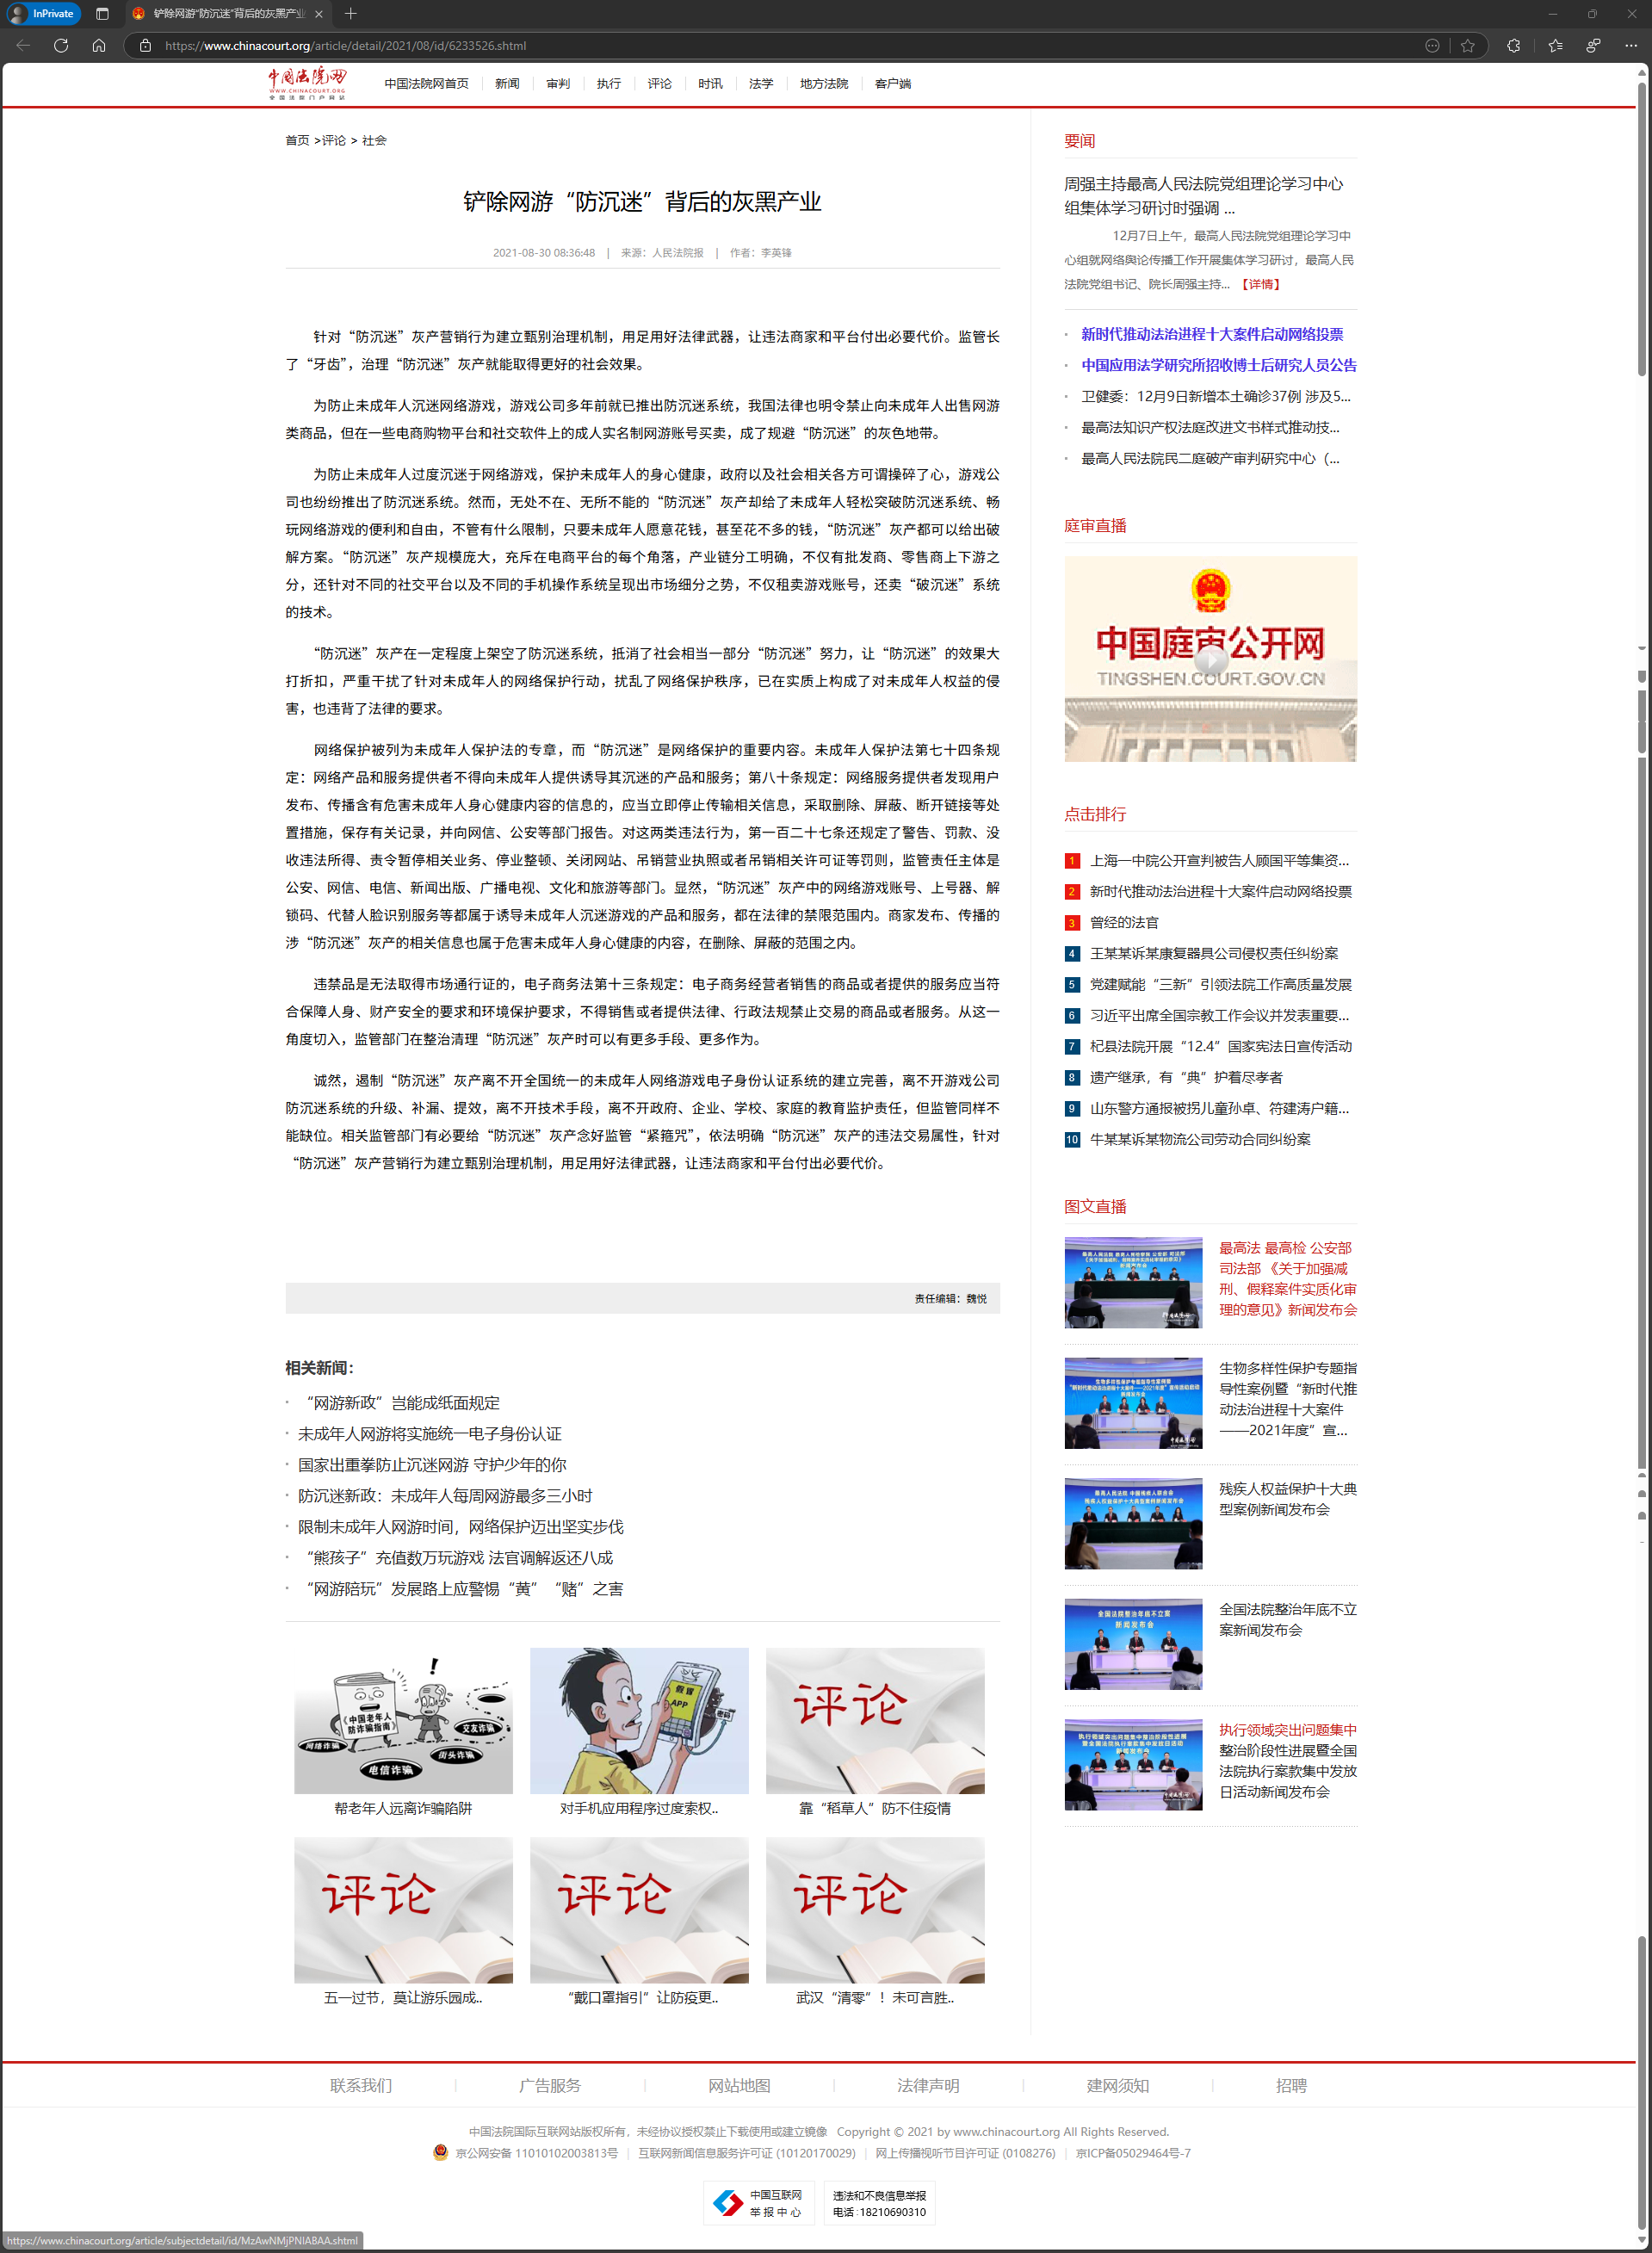 InPrivate
铲除网游"防沉迷"背后的灰黑产业
https://www.chinacourt.org/article/detail/2021/08/id/6233526.shtml
中国法院网
WWW.CHINACOURT.ORG
全国法院门户网站
中国法院网首页 新闻 审判 执行 评论 时讯 法学 地方法院 客户端
首页 >评论 > 社会
铲除网游“防沉迷”背后的灰黑产业
2021-08-30 08:36:48 | 来源：人民法院报 | 作者：李英锋
针对“防沉迷”灰产营销行为建立甄别治理机制，用足用好法律武器，让违法商家和平台付出必要代价。监管长
了“牙齿”，治理“防沉迷”灰产就能取得更好的社会效果。
为防止未成年人沉迷网络游戏，游戏公司多年前就已推出防沉迷系统，我国法律也明令禁止向未成年人出售网游
类商品，但在一些电商购物平台和社交软件上的成人实名制网游账号买卖，成了规避“防沉迷”的灰色地带。
为防止未成年人过度沉迷于网络游戏，保护未成年人的身心健康，政府以及社会相关各方可谓操碎了心，游戏公
司也纷纷推出了防沉迷系统。然而，无处不在、无所不能的“防沉迷”灰产却给了未成年人轻松突破防沉迷系统、畅
玩网络游戏的便利和自由，不管有什么限制，只要未成年人愿意花钱，甚至花不多的钱，“防沉迷”灰产都可以给出破
解方案。“防沉迷”灰产规模庞大，充斥在电商平台的每个角落，产业链分工明确，不仅有批发商、零售商上下游之
分，还针对不同的社交平台以及不同的手机操作系统呈现出市场细分之势，不仅租卖游戏账号，还卖“破沉迷”系统
的技术。
“防沉迷”灰产在一定程度上架空了防沉迷系统，抵消了社会相当一部分“防沉迷”努力，让“防沉迷”的效果大
打折扣，严重干扰了针对未成年人的网络保护行动，扰乱了网络保护秩序，已在实质上构成了对未成年人权益的侵
害，也违背了法律的要求。
网络保护被列为未成年人保护法的专章，而“防沉迷”是网络保护的重要内容。未成年人保护法第七十四条规
定：网络产品和服务提供者不得向未成年人提供诱导其沉迷的产品和服务；第八十条规定：网络服务提供者发现用户
发布、传播含有危害未成年人身心健康内容的信息的，应当立即停止传输相关信息，采取删除、屏蔽、断开链接等处
置措施，保存有关记录，并向网信、公安等部门报告。对这两类违法行为，第一百二十七条还规定了警告、罚款、没
收违法所得、责令暂停相关业务、停业整顿、关闭网站、吊销营业执照或者吊销相关许可证等罚则，监管责任主体是
公安、网信、电信、新闻出版、广播电视、文化和旅游等部门。显然，“防沉迷”灰产中的网络游戏账号、上号器、解
锁码、代替人脸识别服务等都属于诱导未成年人沉迷游戏的产品和服务，都在法律的禁限范围内。商家发布、传播的
涉“防沉迷”灰产的相关信息也属于危害未成年人身心健康的内容，在删除、屏蔽的范围之内。
违禁品是无法取得市场通行证的，电子商务法第十三条规定：电子商务经营者销售的商品或者提供的服务应当符
合保障人身、财产安全的要求和环境保护要求，不得销售或者提供法律、行政法规禁止交易的商品或者服务。从这一
角度切入，监管部门在整治清理“防沉迷”灰产时可以有更多手段、更多作为。
诚然，遏制“防沉迷”灰产离不开全国统一的未成年人网络游戏电子身份认证系统的建立完善，离不开游戏公司
防沉迷系统的升级、补漏、提效，离不开技术手段，离不开政府、企业、学校、家庭的教育监护责任，但监管同样不
能缺位。相关监管部门有必要给“防沉迷”灰产念好监管“紧箍咒”，依法明确“防沉迷”灰产的违法交易属性，针对
“防沉迷”灰产营销行为建立甄别治理机制，用足用好法律武器，让违法商家和平台付出必要代价。
责任编辑：魏悦
相关新闻：
“网游新政”岂能成纸面规定
未成年人网游将实施统一电子身份认证
国家出重拳防止沉迷网游 守护少年的你
防沉迷新政：未成年人每周网游最多三小时
限制未成年人网游时间，网络保护迈出坚实步伐
“熊孩子”充值数万玩游戏 法官调解返还八成
“网游陪玩”发展路上应警惕“黄”“赌”之害
《中国老年人
防诈骗指南》
网络诈骗
交友诈骗
街头诈骗
电信诈骗
假冒
APP
密码
评论
帮老年人远离诈骗陷阱
对手机应用程序过度索权..
靠“稻草人”防不住疫情
评论
评论
评论
五一过节，莫让游乐园成..
“戴口罩指引”让防疫更..
武汉“清零”！未可言胜..
要闻
周强主持最高人民法院党组理论学习中心
组集体学习研讨时强调 ...
12月7日上午，最高人民法院党组理论学习中
心组就网络舆论传播工作开展集体学习研讨，最高人民
法院党组书记、院长周强主持... 【详情】
新时代推动法治进程十大案件启动网络投票
中国应用法学研究所招收博士后研究人员公告
卫健委：12月9日新增本土确诊37例 涉及5...
最高法知识产权法庭改进文书样式推动技...
最高人民法院民二庭破产审判研究中心（...
庭审直播
中国庭审公开网
TINGSHEN.COURT.GOV.CN
点击排行
1 上海一中院公开宣判被告人顾国平等集资...
2 新时代推动法治进程十大案件启动网络投票
3 曾经的法官
4 王某某诉某康复器具公司侵权责任纠纷案
5 党建赋能“三新”引领法院工作高质量发展
6 习近平出席全国宗教工作会议并发表重要...
7 杞县法院开展“12.4”国家宪法日宣传活动
8 遗产继承，有“典”护着尽孝者
9 山东警方通报被拐儿童孙卓、符建涛户籍...
10 牛某某诉某物流公司劳动合同纠纷案
图文直播
最高法 最高检 公安部
司法部 《关于加强减
刑、假释案件实质化审
理的意见》新闻发布会
生物多样性保护专题指
导性案例暨“新时代推
动法治进程十大案件
——2021年度”宣...
残疾人权益保护十大典
型案例新闻发布会
全国法院整治年底不立案
新闻发布会
全国法院整治年底不立
案新闻发布会
执行领域突出问题集中
整治阶段性进展暨全国
法院执行案款集中发放
日活动新闻发布会
联系我们 广告服务 网站地图 法律声明 建网须知 招聘
中国法院国际互联网站版权所有，未经协议授权禁止下载使用或建立镜像 Copyright © 2021 by www.chinacourt.org All Rights Reserved.
京公网安备 11010102003813号 | 互联网新闻信息服务许可证 (10120170029) | 网上传播视听节目许可证 (0108276) | 京ICP备05029464号-7
中国互联网
举报中心
违法和不良信息举报
电话:18210690310
https://www.chinacourt.org/article/subjectdetail/id/MzAwNMjPNIABAA.shtml